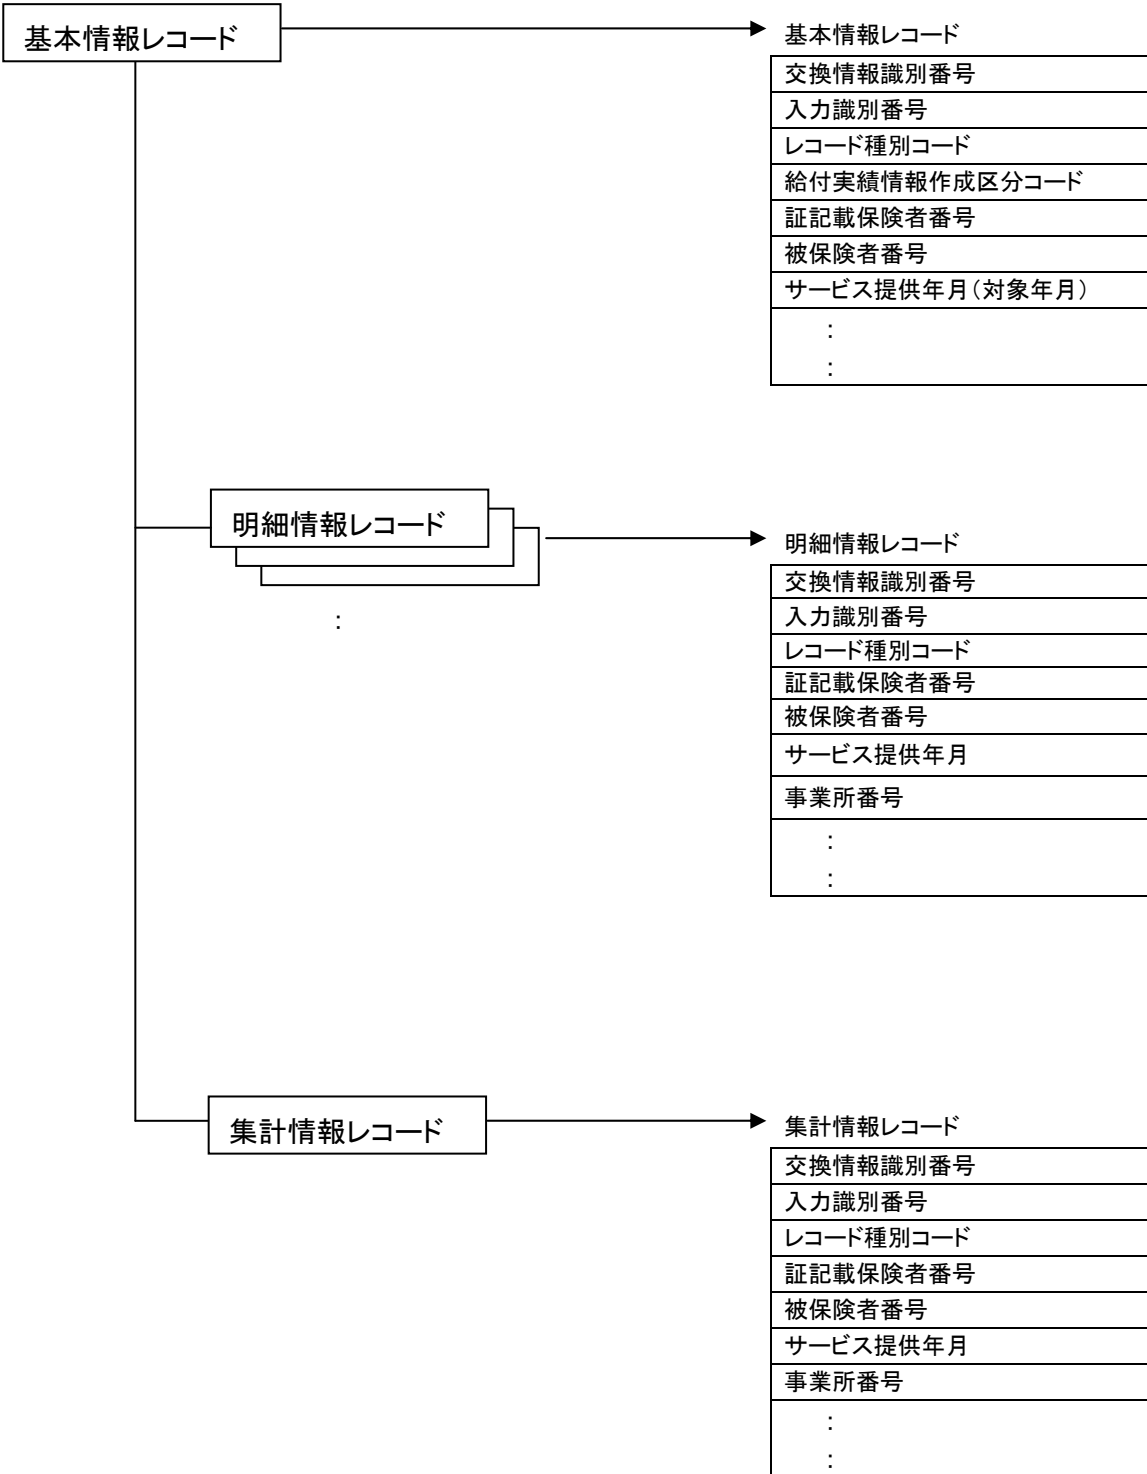 基本情報レコード
基本情報レコード
交換情報識別番号
入力識別番号
レコード種別コード
給付実績情報作成区分コード
証記載保険者番号
被保険者番号
サービス提供年月（対象年月）
：
：
明細情報レコード
：
明細情報レコード
交換情報識別番号
入力識別番号
レコード種別コード
証記載保険者番号
被保険者番号
サービス提供年月
事業所番号
：
：
集計情報レコード
集計情報レコード
交換情報識別番号
入力識別番号
レコード種別コード
証記載保険者番号
被保険者番号
サービス提供年月
事業所番号
：
：